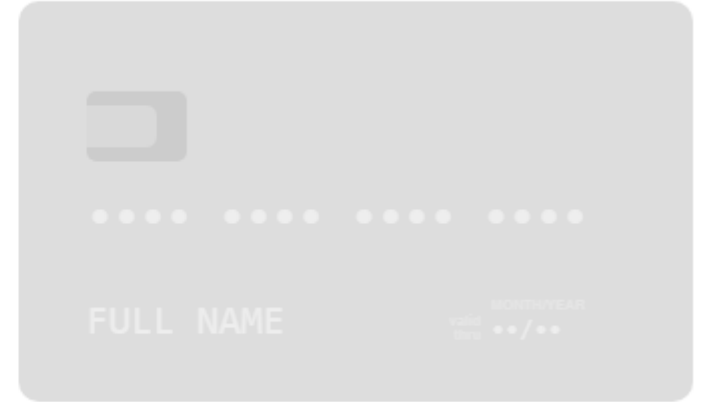 •••• •••• •••• ••••
MONTH/YEAR
FULL NAME
valid
thru
••/••